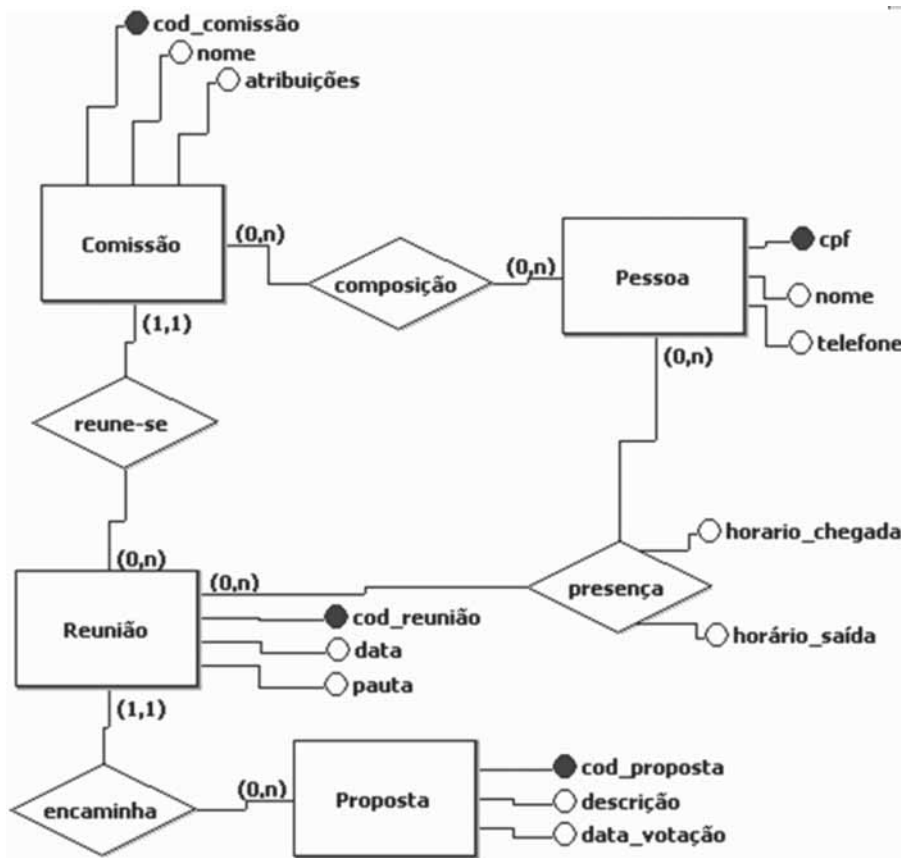 cod_comissão
nome
atribuições
Comissão
(0,n)
composição
(0,n)
Pessoa
cpf
nome
telefone
(1,1)
(0,n)
reune-se
(0,n)
(0,n)
horario_chegada
presença
horário_saída
Reunião
cod_reunião
data
pauta
(1,1)
encaminha
(0,n)
Proposta
cod_proposta
descrição
data_votação